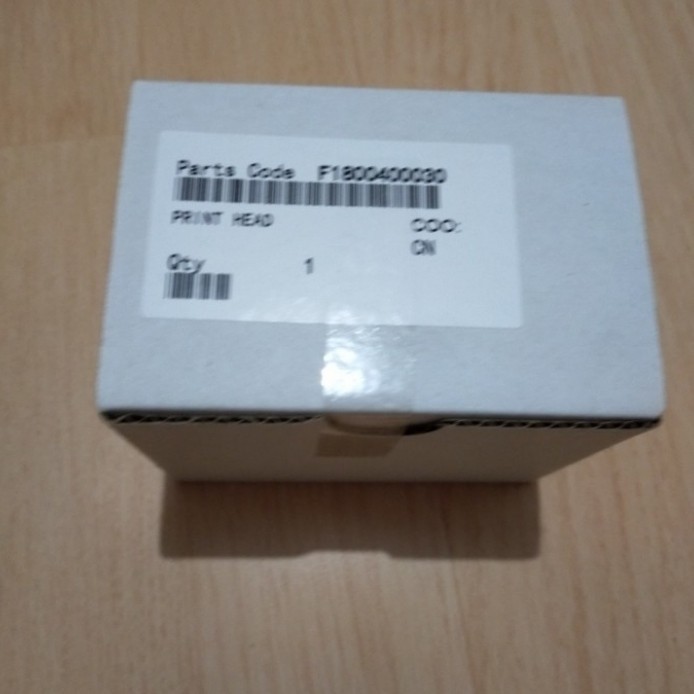 Parts Code F1800400030
PRINT HEAD
COO:
CN
Qty 1